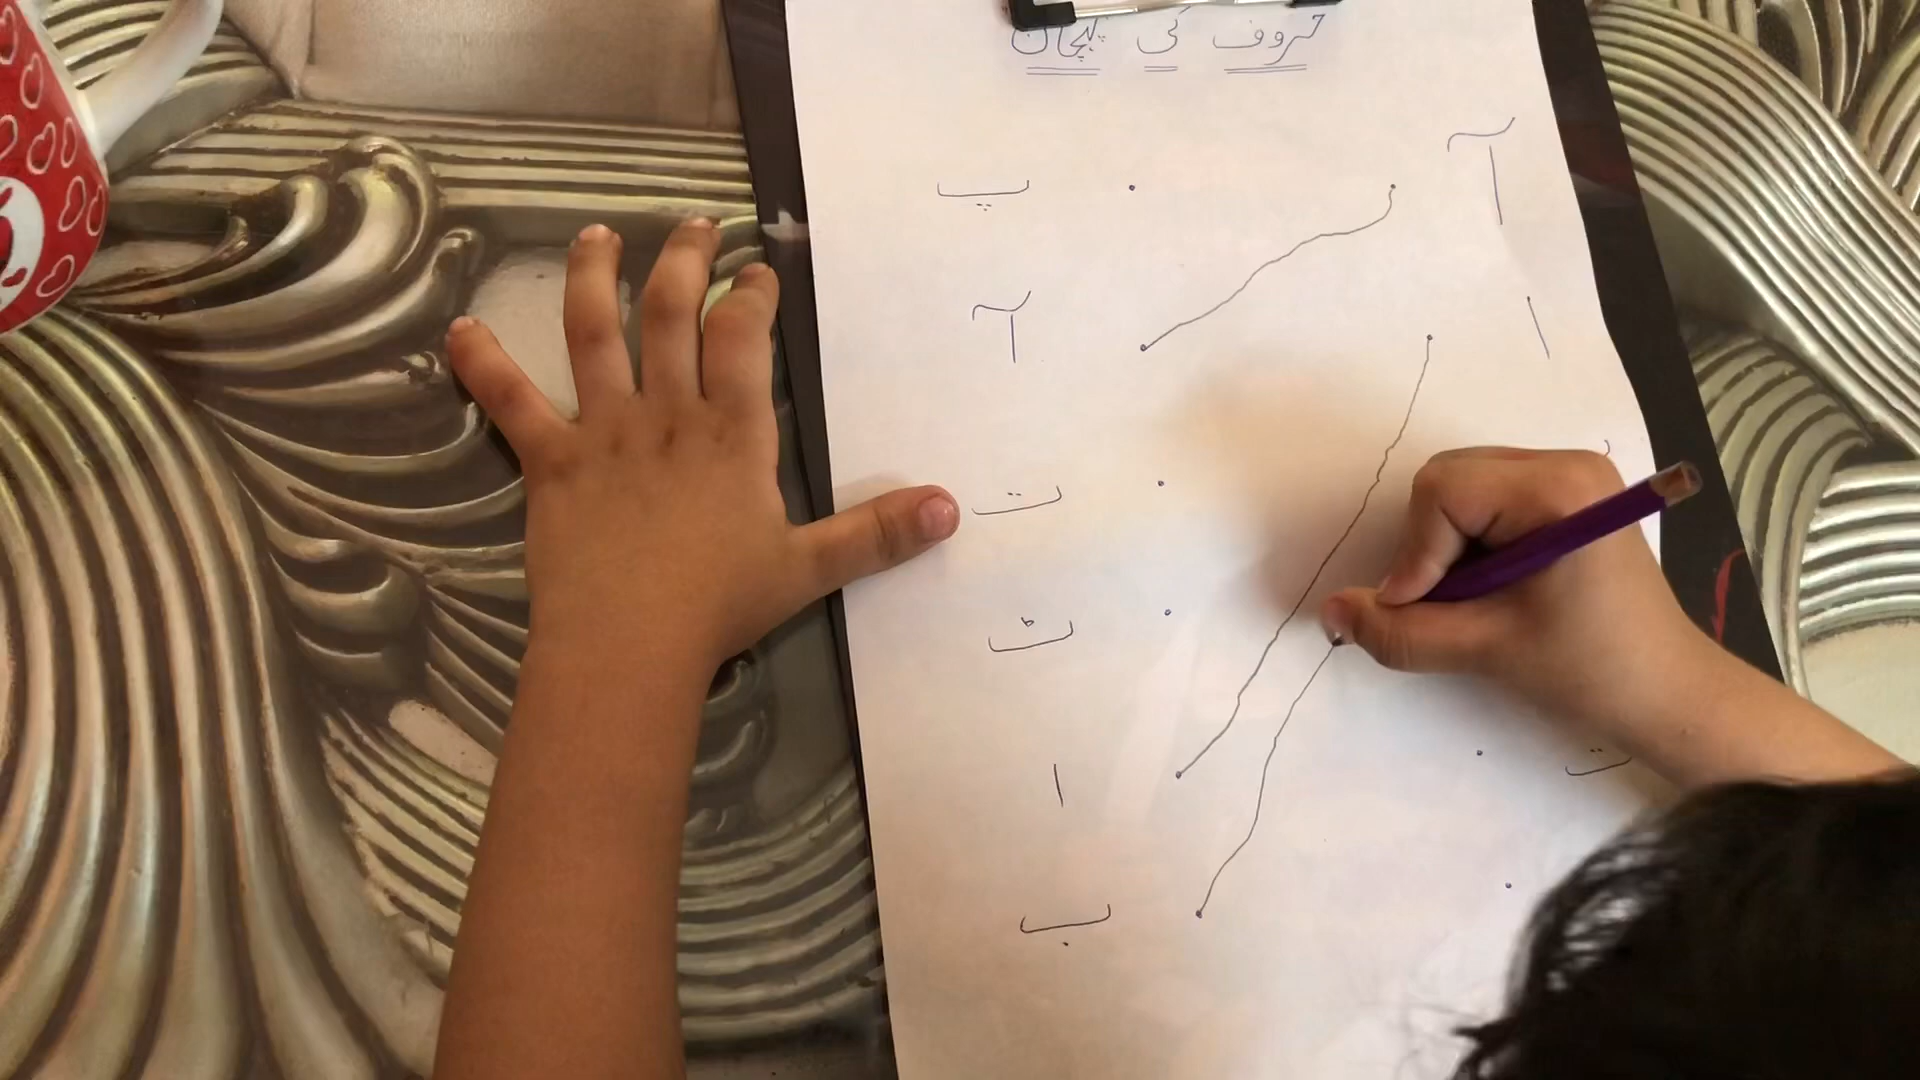 حروف کی پہچان
آ پ
ا آ
ت
ٹ
ت ا
ب